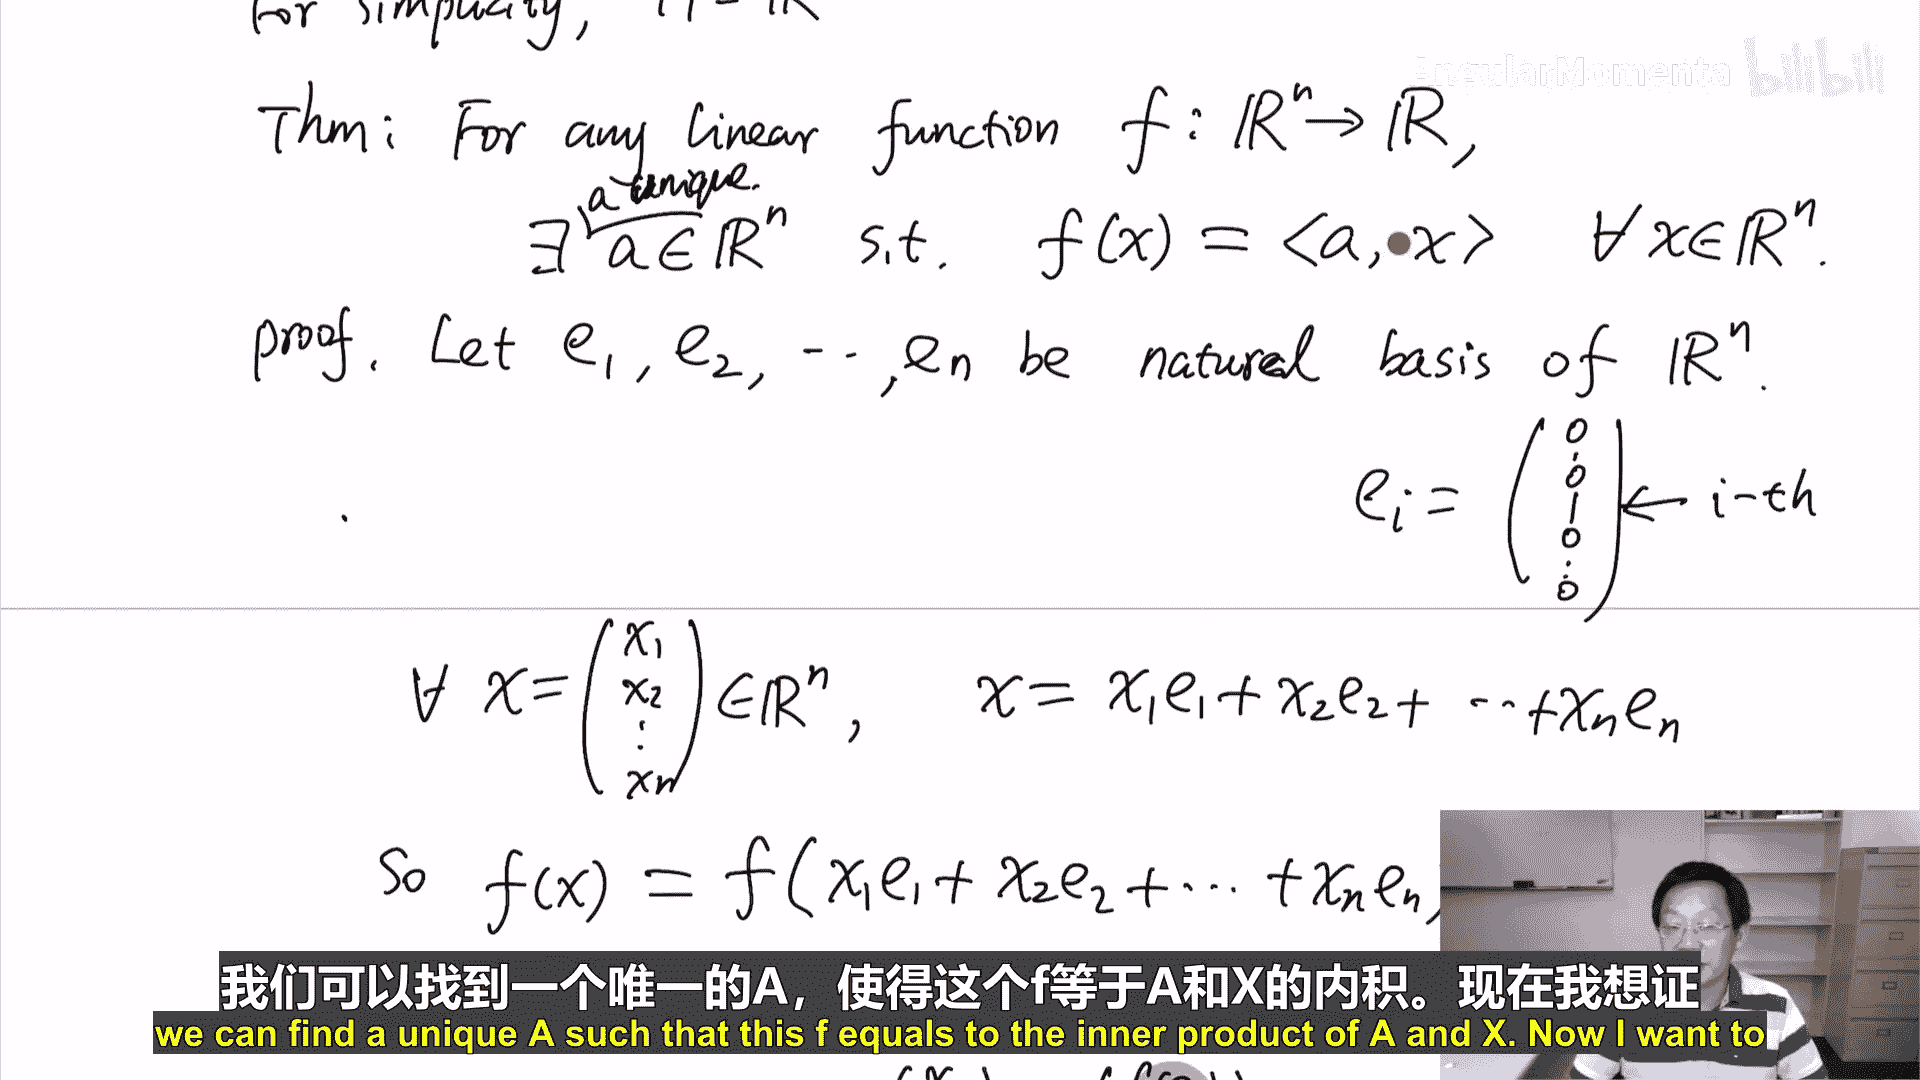 For simplicity,
AngularMomenta bilibili
Thm: For any linear function f: ℝⁿ → ℝ,
a unique.
∃ a ∈ ℝⁿ s.t. f(x) = <a, x> ∀ x ∈ ℝⁿ.
proof. Let e₁, e₂, ..., eₙ be natural basis of ℝⁿ.
eᵢ = (0 ⋮ 0 1 0 ⋮ 0) ← i-th
∀ x = (x₁ x₂ ⋮ xₙ) ∈ ℝⁿ, x = x₁e₁ + x₂e₂ + ... + xₙeₙ
So f(x) = f(x₁e₁ + x₂e₂ + ... + xₙeₙ)
我们可以找到一个唯一的A，使得这个f等于A和X的内积。现在我想证
we can find a unique A such that this f equals to the inner product of A and X. Now I want to